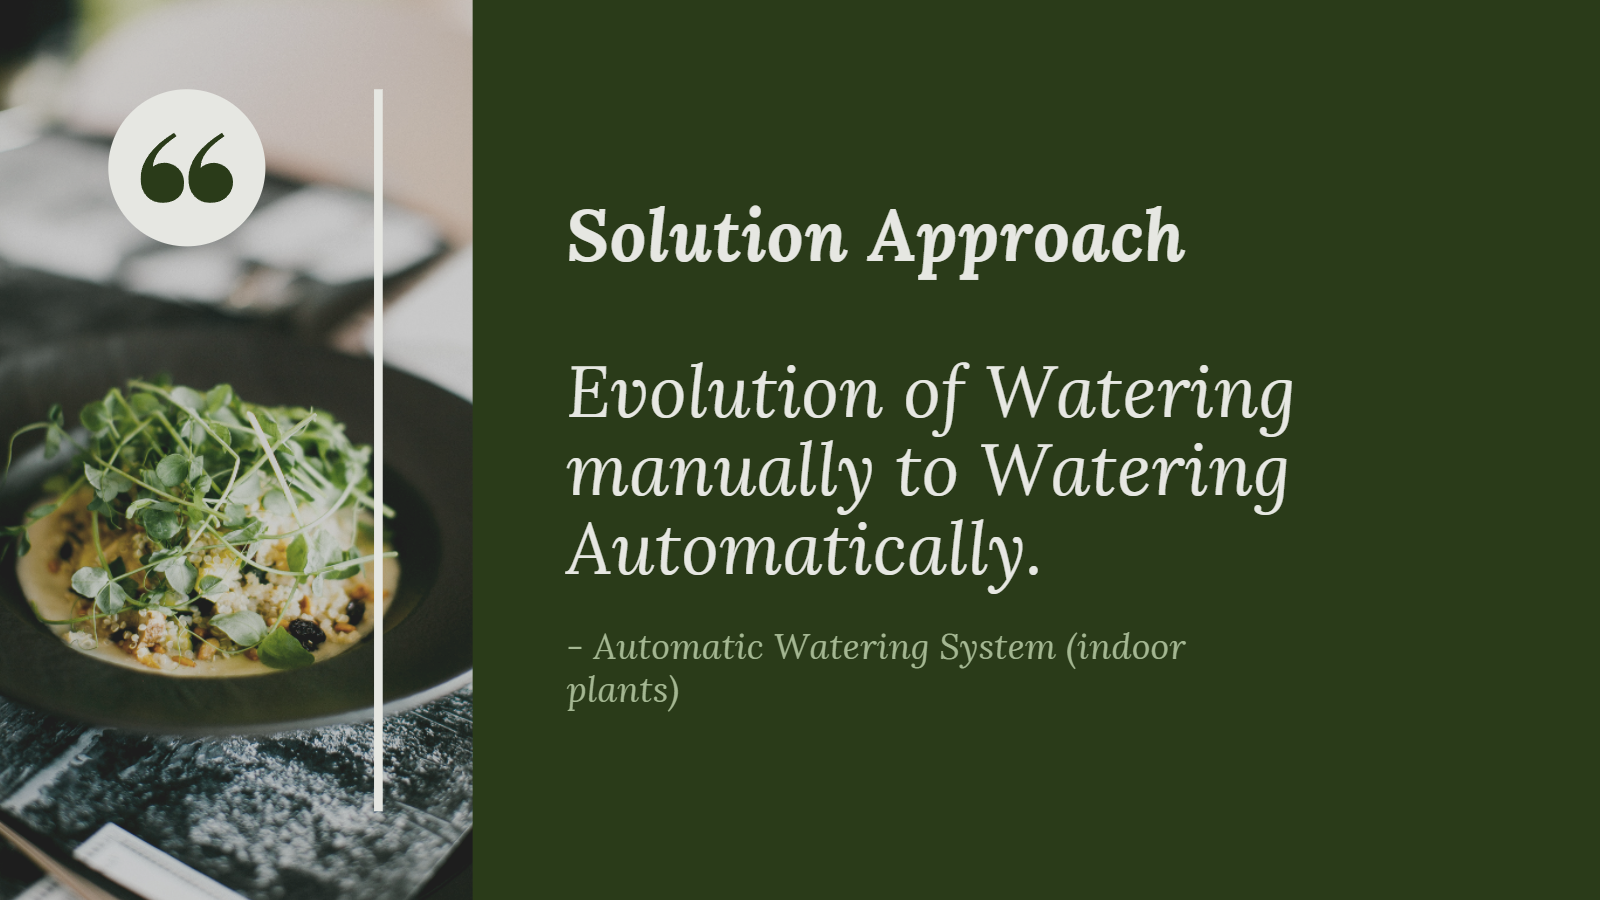 “
Solution Approach
Evolution of Watering
manually to Watering
Automatically.
- Automatic Watering System (indoor
plants)